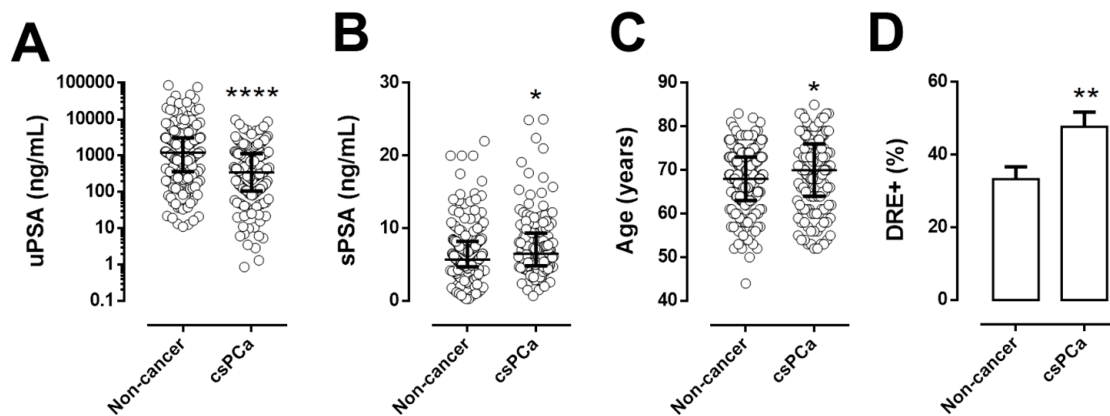 A
uPSA (ng/mL)
100000
10000
1000
100
10
1
0.1
****
Non-cancer
csPCa
B
sPSA (ng/mL)
30
20
10
0
*
Non-cancer
csPCa
C
Age (years)
90
80
70
60
50
40
*
Non-cancer
csPCa
D
DRE+ (%)
60
40
20
0
**
Non-cancer
csPCa